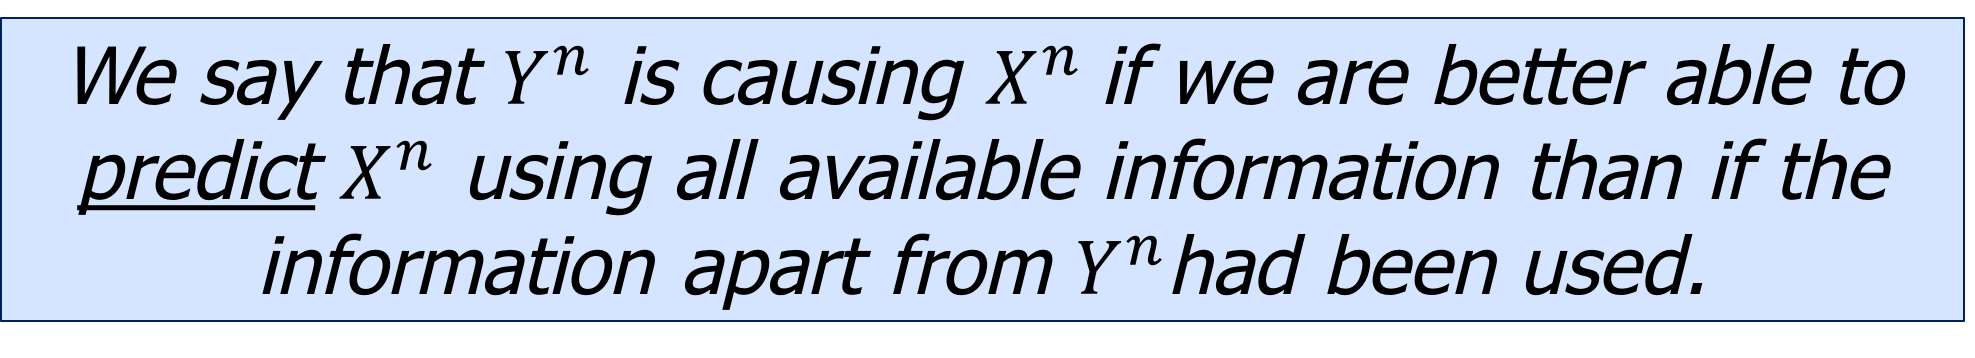 We say that Yⁿ is causing Xⁿ if we are better able to
predict Xⁿ using all available information than if the
information apart from Yⁿ had been used.